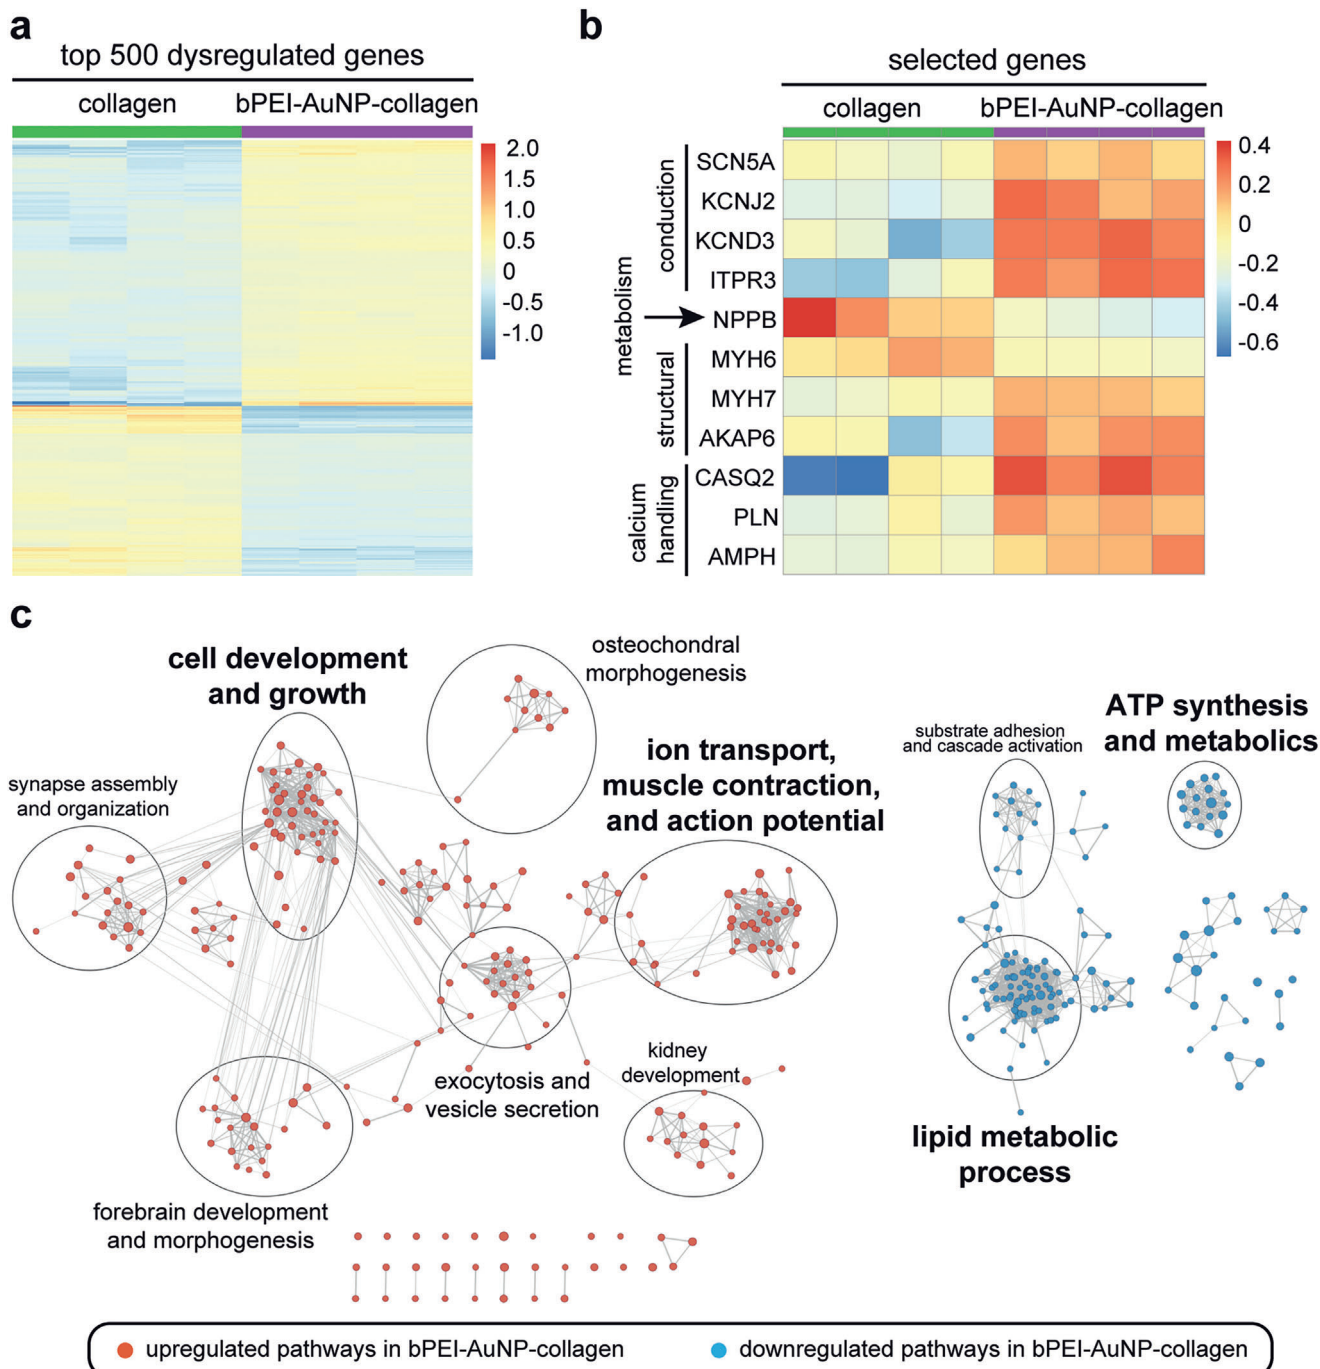 a
top 500 dysregulated genes
collagen
bPEI-AuNP-collagen
2.0
1.5
1.0
0.5
0
-0.5
-1.0
b
selected genes
collagen
bPEI-AuNP-collagen
conduction
metabolism
structural
calcium
handling
SCN5A
KCNJ2
KCND3
ITPR3
NPPB
MYH6
MYH7
AKAP6
CASQ2
PLN
AMPH
0.4
0.2
0
-0.2
-0.4
-0.6
c
cell development
and growth
osteochondral
morphogenesis
synapse assembly
and organization
ion transport,
muscle contraction,
and action potential
substrate adhesion
and cascade activation
ATP synthesis
and metabolics
exocytosis and
vesicle secretion
kidney
development
lipid metabolic
process
forebrain development
and morphogenesis
upregulated pathways in bPEI-AuNP-collagen
downregulated pathways in bPEI-AuNP-collagen